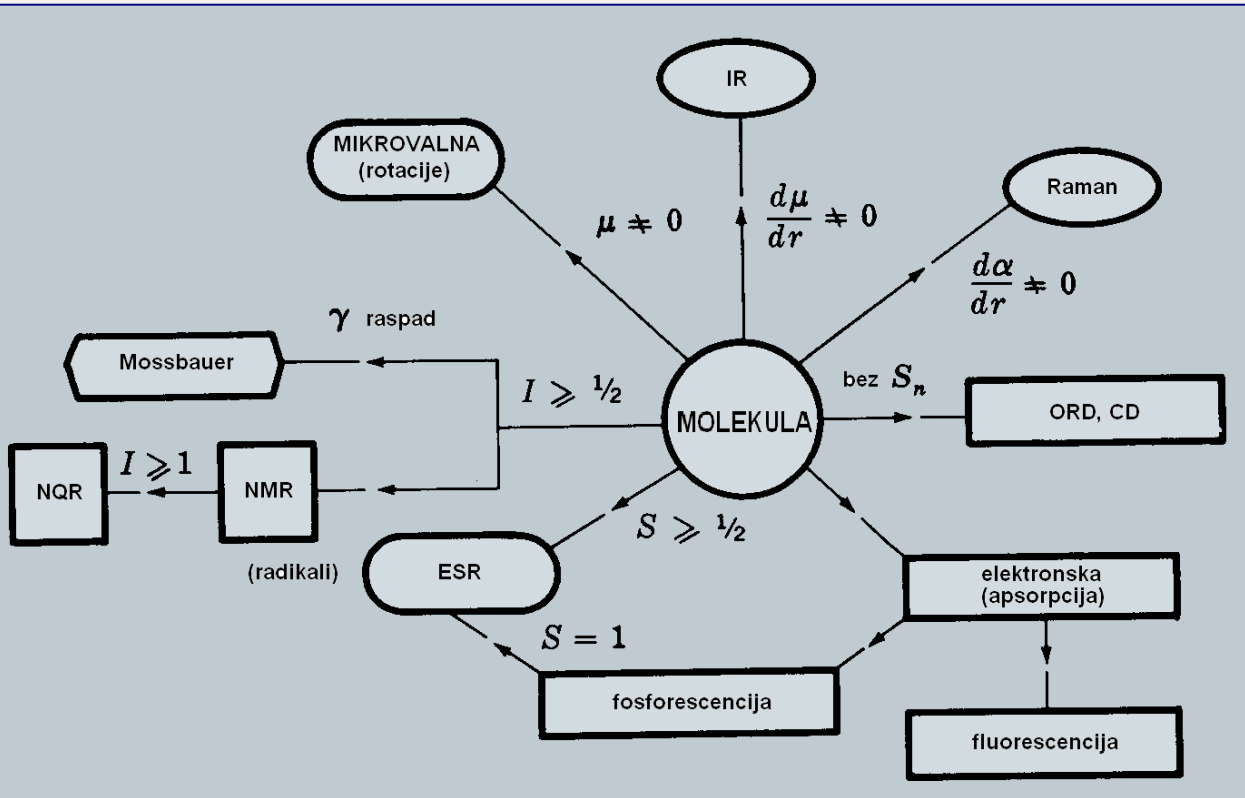 IR
MIKROVALNA
(rotacije)
Raman
μ ≠ 0
dμ/dr ≠ 0
dα/dr ≠ 0
γ raspad
Mossbauer
I ⩾ ½
MOLEKULA
bez Sₙ
ORD, CD
NQR
I ⩾ 1
NMR
S ⩾ ½
(radikali)
ESR
elektronska
(apsorpcija)
S = 1
fosforescencija
fluorescencija